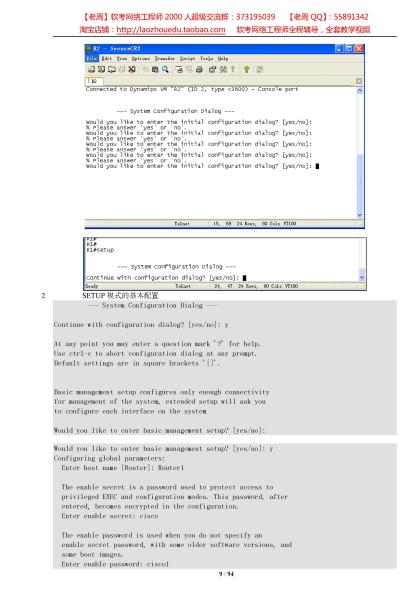 【老周】软考网络工程师 2000 人超级交流群：373195039 【老周 QQ】：55891342
淘宝店铺：http://laozhouedu.taobao.com 软考网络工程师全程辅导，全套教学视频
R2 - SecureCRT
File Edit View Options Transfer Script Tools Help
R2
Connected to Dynamips VM "R2" (ID 2, type c3600) - Console port
--- System Configuration Dialog ---
Would you like to enter the initial configuration dialog? [yes/no]:
% Please answer 'yes' or 'no'.
Would you like to enter the initial configuration dialog? [yes/no]:
% Please answer 'yes' or 'no'.
Would you like to enter the initial configuration dialog? [yes/no]:
% Please answer 'yes' or 'no'.
Would you like to enter the initial configuration dialog? [yes/no]:
% Please answer 'yes' or 'no'.
Would you like to enter the initial configuration dialog? [yes/no]:
Telnet 15, 69 24 Rows, 80 Cols VT100
R1#
R1#
R1#setup
--- System Configuration Dialog ---
Continue with configuration dialog? [yes/no]:
Ready Telnet 24, 47 24 Rows, 80 Cols VT100
2 SETUP 模式的基本配置
--- System Configuration Dialog ---
Continue with configuration dialog? [yes/no]: y
At any point you may enter a question mark '?' for help.
Use ctrl-c to abort configuration dialog at any prompt.
Default settings are in square brackets '[]'.
Basic management setup configures only enough connectivity
for management of the system, extended setup will ask you
to configure each interface on the system
Would you like to enter basic management setup? [yes/no]:
Would you like to enter basic management setup? [yes/no]: y
Configuring global parameters:
Enter host name [Router]: Router1
The enable secret is a password used to protect access to
privileged EXEC and configuration modes. This password, after
entered, becomes encrypted in the configuration.
Enter enable secret: cisco
The enable password is used when you do not specify an
enable secret password, with some older software versions, and
some boot images.
Enter enable password: cisco1
9 / 94